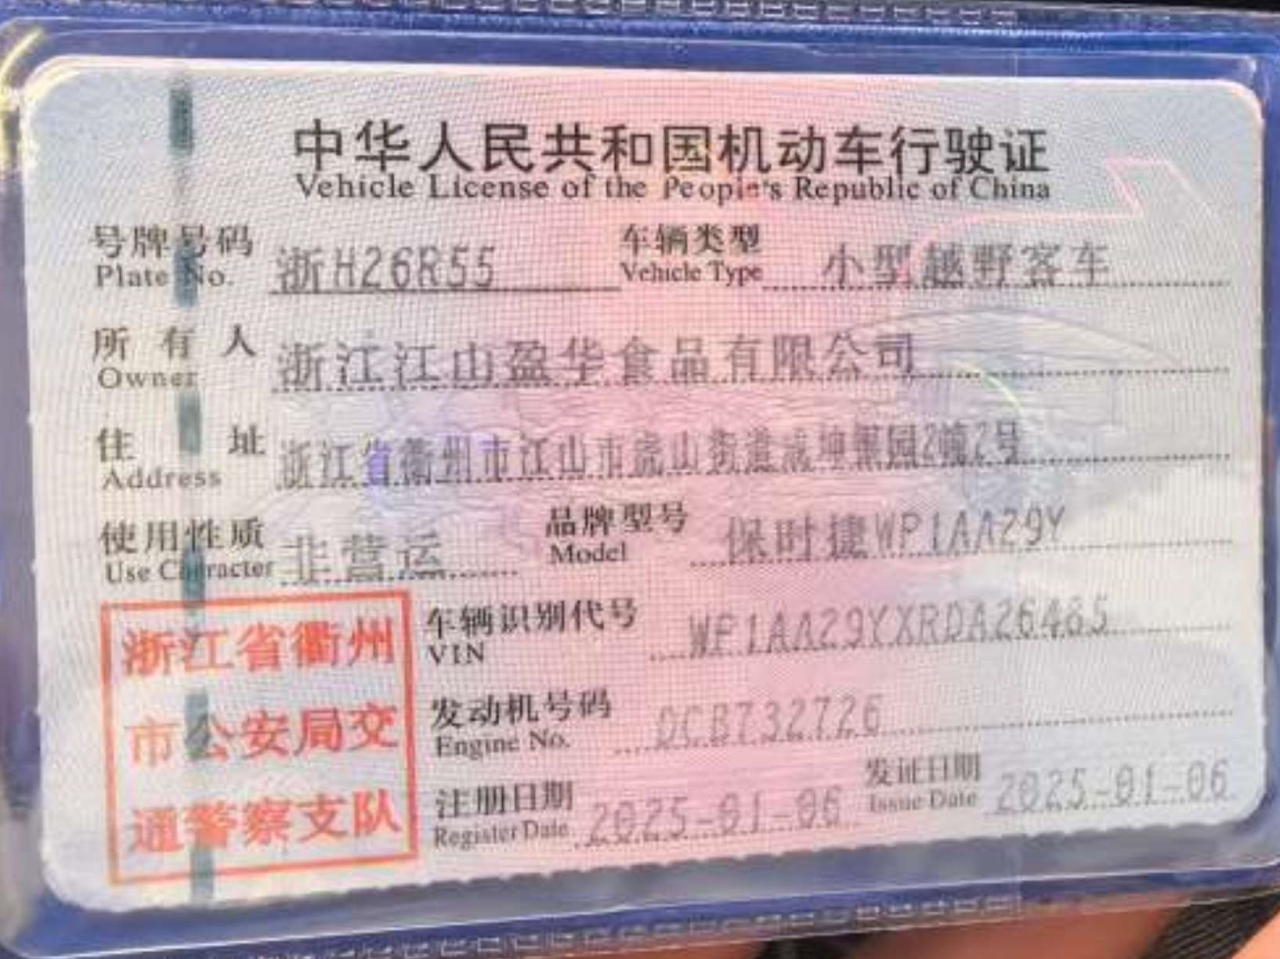 中华人民共和国机动车行驶证
Vehicle License of the People's Republic of China
号牌号码 浙H26R55 车辆类型 小型越野客车
Plate No. Vehicle Type
所有人 浙江江山盈华食品有限公司
Owner
住址 浙江省衢州市江山市虎山街道成坤景园2幢2号
Address
使用性质 非营运 品牌型号 保时捷WP1AA29Y
Use Character Model
浙江省衢州
市公安局交
通警察支队
车辆识别代号 WP1AA29YXRDA26485
VIN
发动机号码 DCB732726
Engine No.
注册日期 2025-01-06 发证日期 2025-01-06
Register Date Issue Date